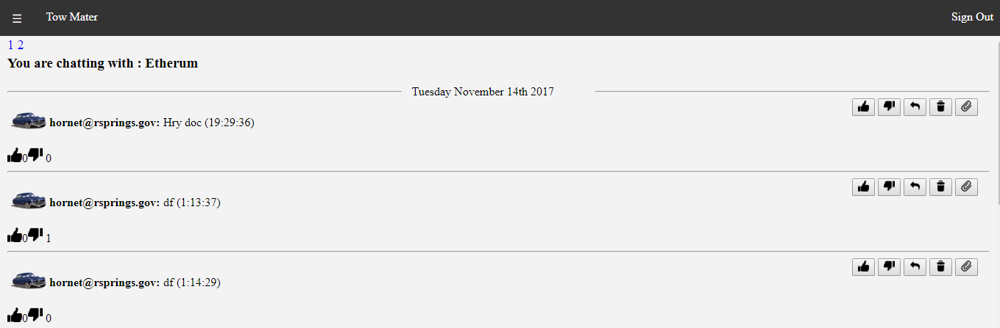 ☰ Tow Mater Sign Out
1 2
You are chatting with : Etherum
Tuesday November 14th 2017
hornet@rsprings.gov: Hry doc (19:29:36)
0 0
hornet@rsprings.gov: df (1:13:37)
0 1
hornet@rsprings.gov: df (1:14:29)
0 0